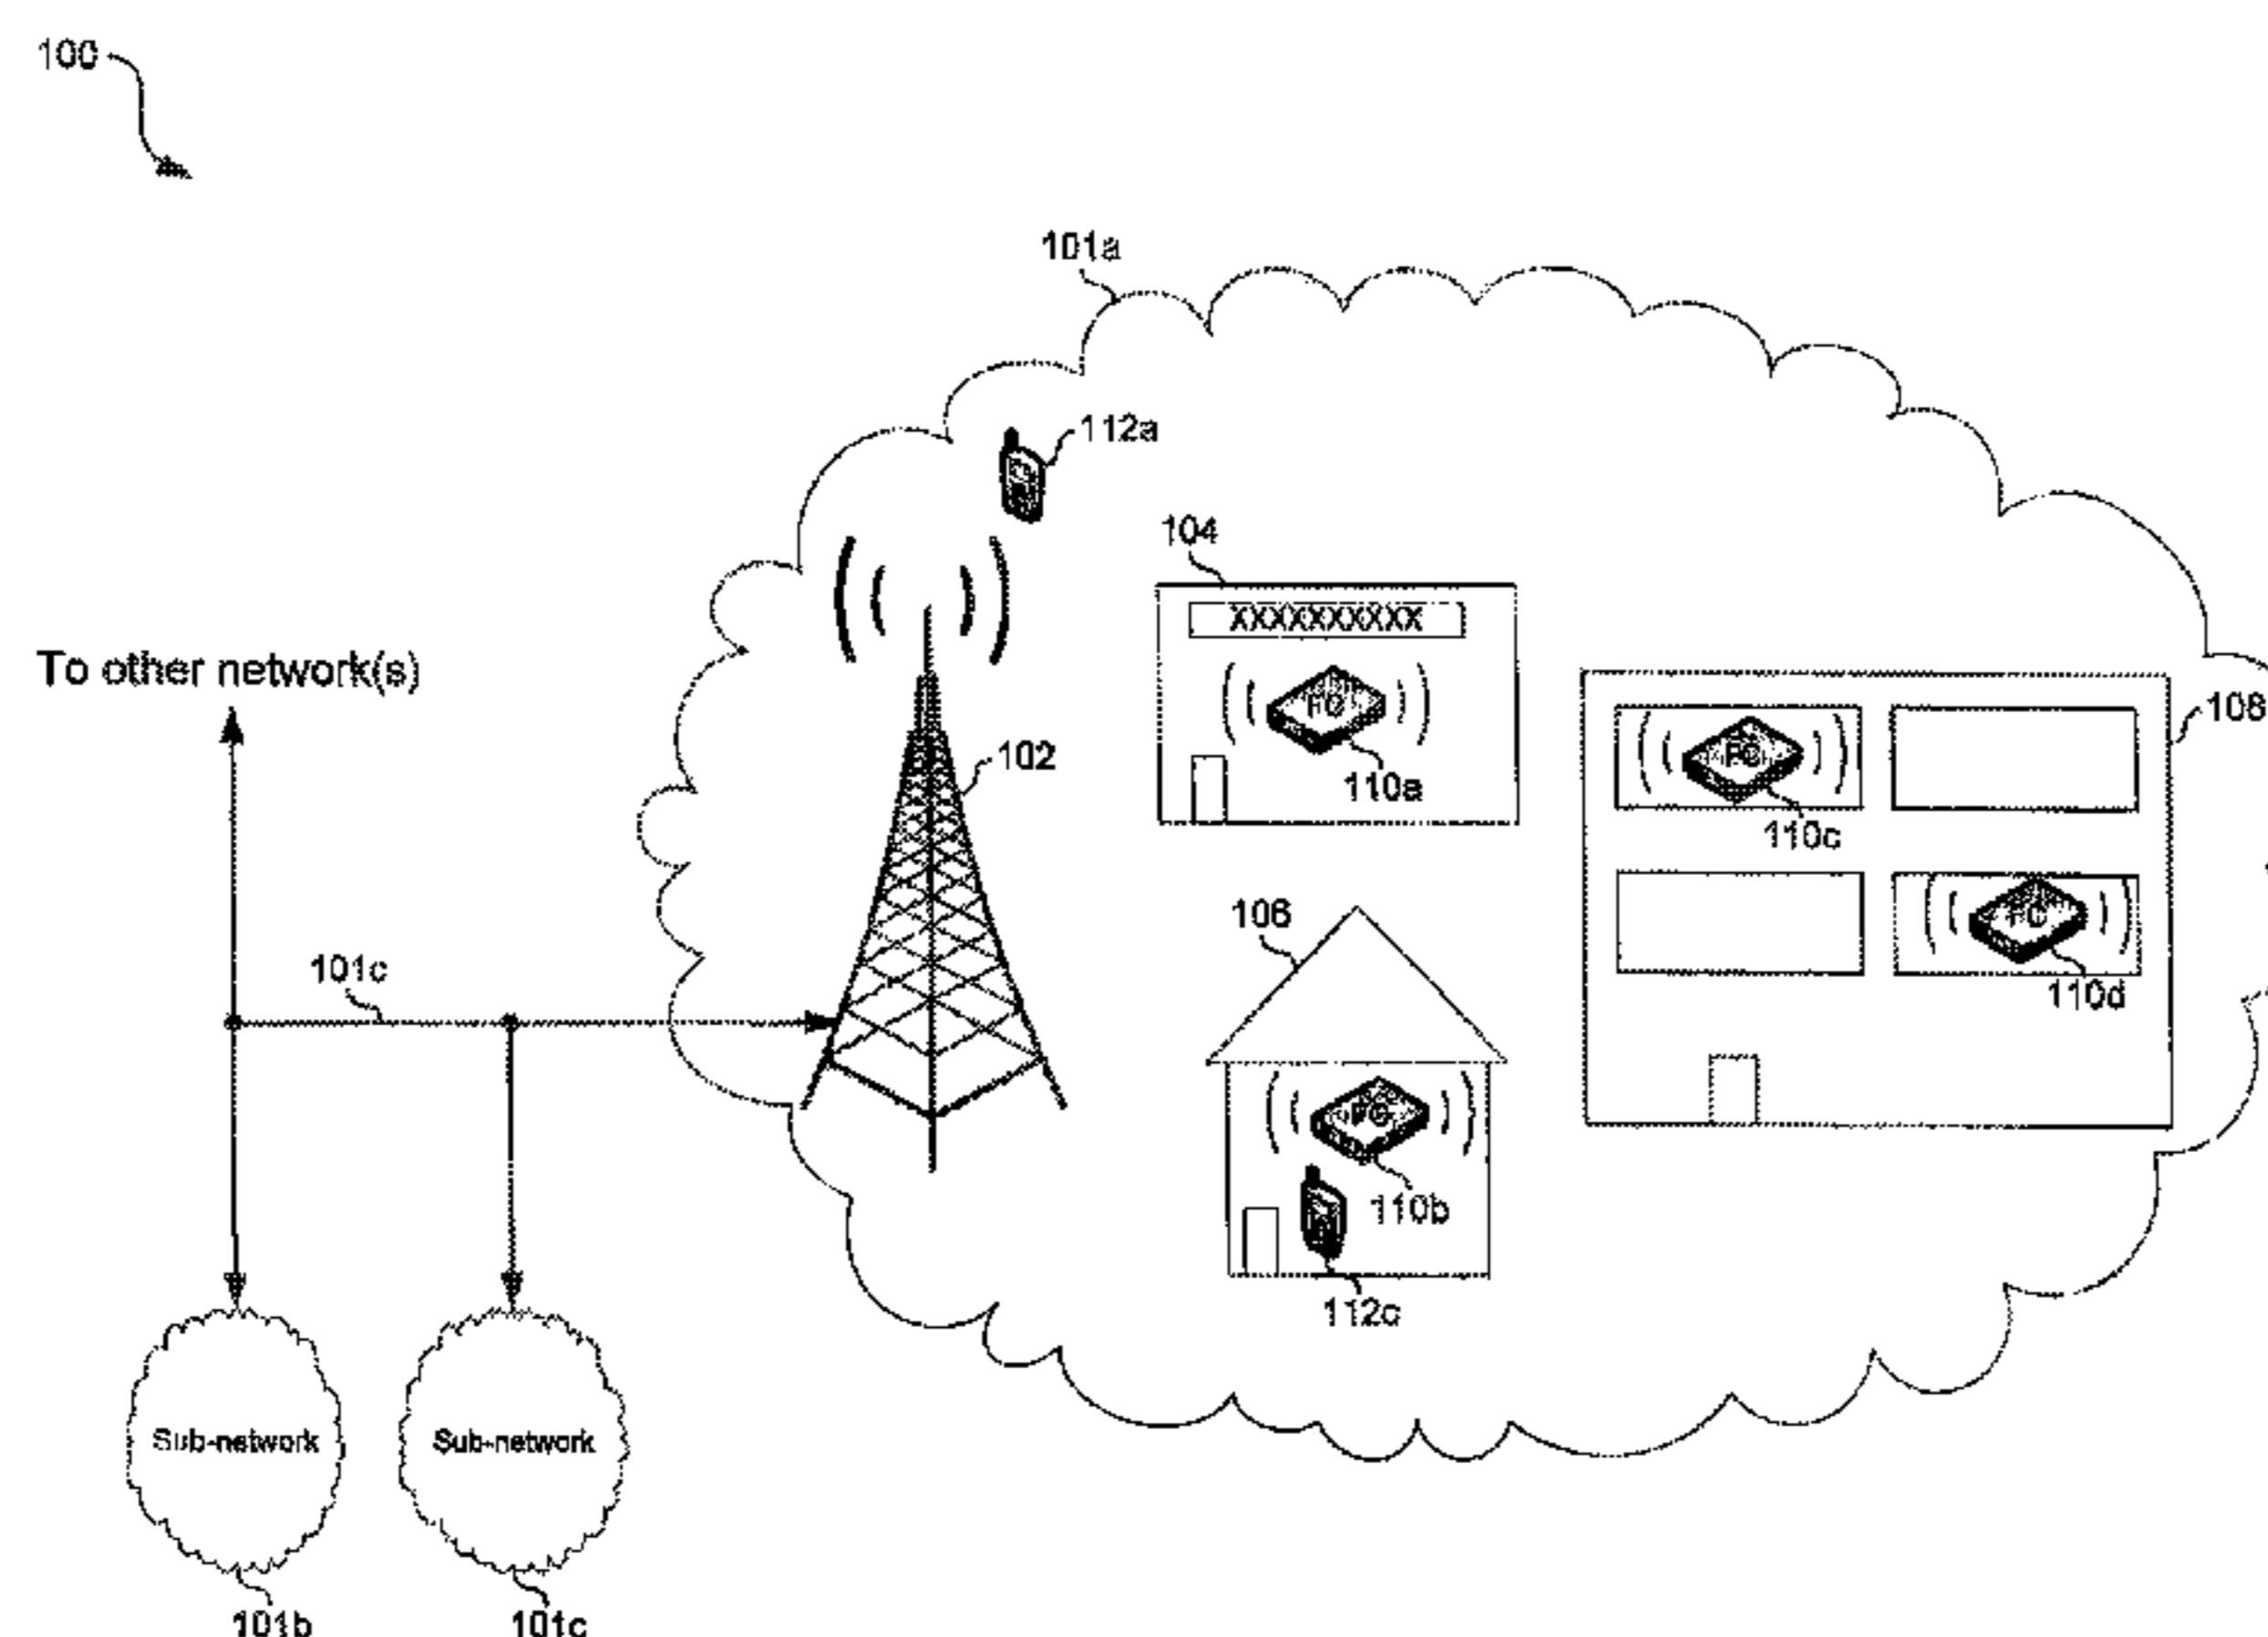 100
101a
112a
104
XXXXXXXXXX
To other network(s)
102
108
FC
110a
FC
110c
106
FC
110d
101c
FC
110b
112c
Sub-network
Sub-network
101b
101c